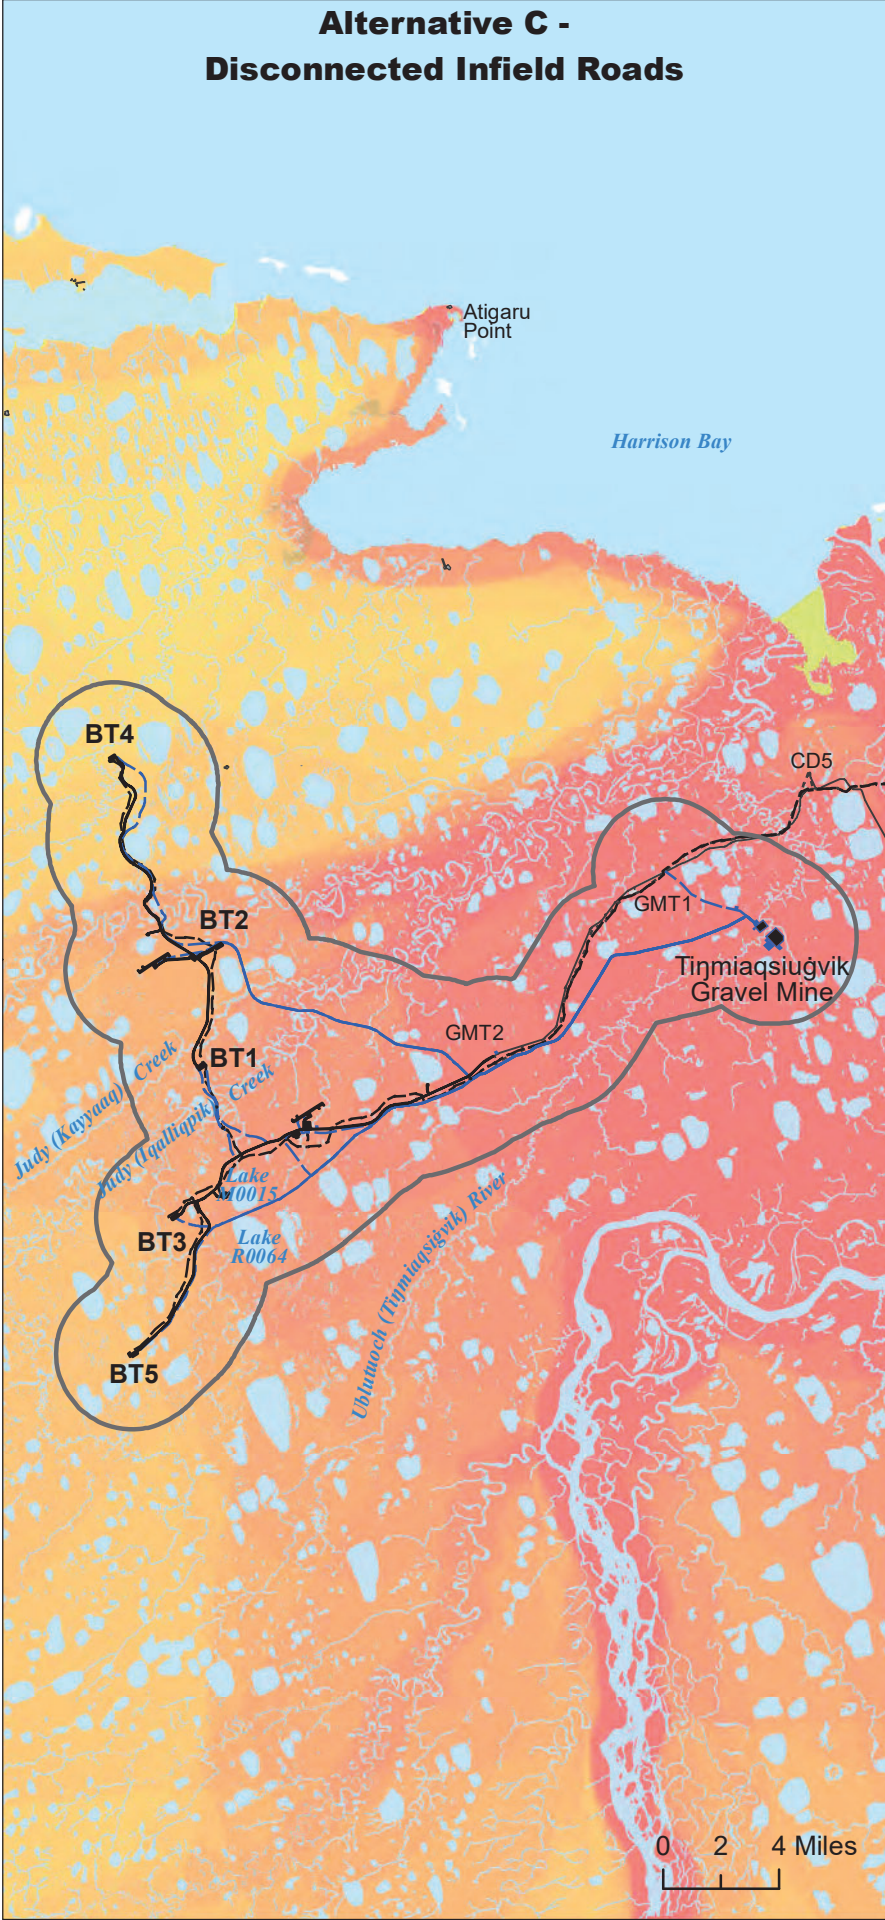 Alternative C -
Disconnected Infield Roads
Atigaru
Point
Harrison Bay
BT4
CD5
GMT1
BT2
Tiŋmiaqsiuġvik
Gravel Mine
GMT2
BT1
Judy (Kayyaaq) Creek
Judy (Iqalliqpik) Creek
Lake
M0015
BT3
Lake
R0064
Ublutuoch (Tiŋmiaqsiġvik) River
BT5
0 2 4 Miles